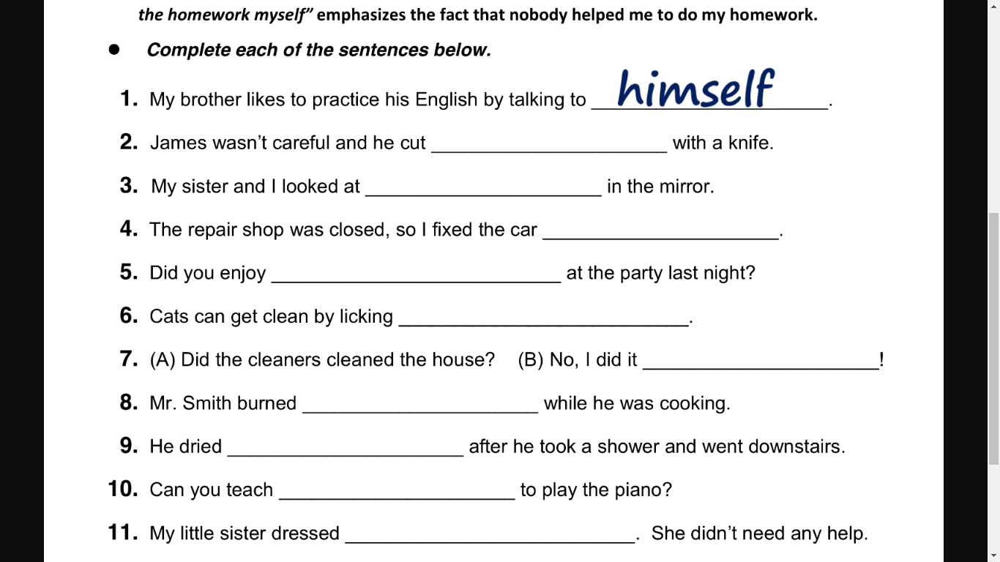 the homework myself” emphasizes the fact that nobody helped me to do my homework.
● Complete each of the sentences below.
1. My brother likes to practice his English by talking to himself.
2. James wasn’t careful and he cut ______________________ with a knife.
3. My sister and I looked at ______________________ in the mirror.
4. The repair shop was closed, so I fixed the car ______________________.
5. Did you enjoy ___________________________ at the party last night?
6. Cats can get clean by licking ___________________________.
7. (A) Did the cleaners cleaned the house? (B) No, I did it ______________________!
8. Mr. Smith burned ______________________ while he was cooking.
9. He dried ______________________ after he took a shower and went downstairs.
10. Can you teach ______________________ to play the piano?
11. My little sister dressed ___________________________. She didn’t need any help.